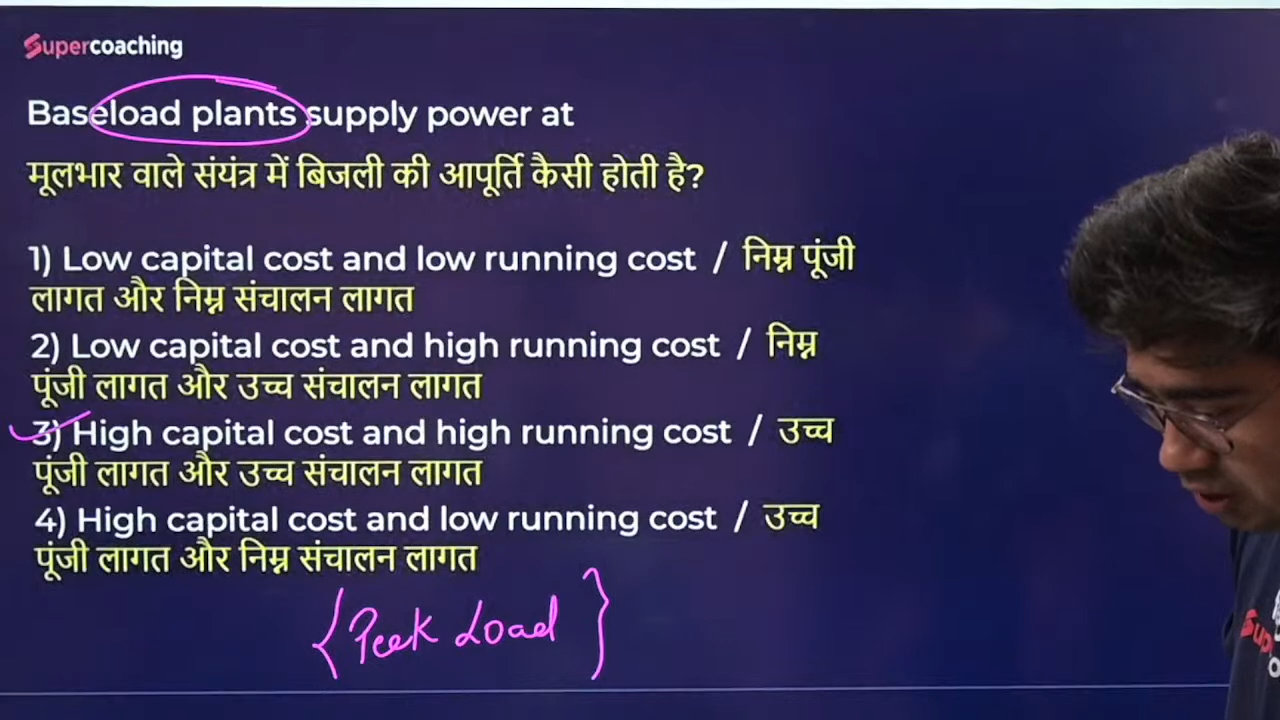 Supercoaching
Baseload plants supply power at
मूलभार वाले संयंत्र में बिजली की आपूर्ति कैसी होती है?
1) Low capital cost and low running cost / निम्न पूंजी
लागत और निम्न संचालन लागत
2) Low capital cost and high running cost / निम्न
पूंजी लागत और उच्च संचालन लागत
3) High capital cost and high running cost / उच्च
पूंजी लागत और उच्च संचालन लागत
4) High capital cost and low running cost / उच्च
पूंजी लागत और निम्न संचालन लागत
{Peek Load}